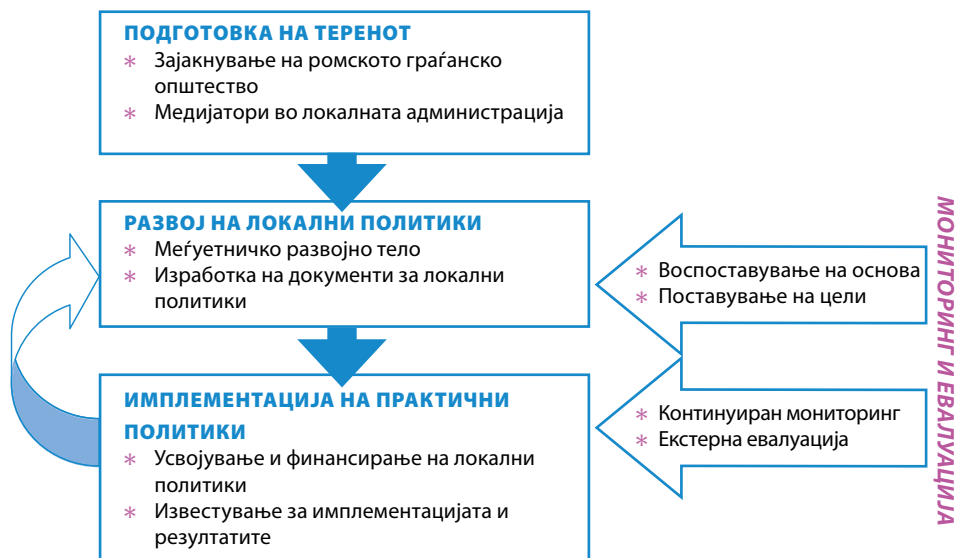 ПОДГОТОВКА НА ТЕРЕНОТ
* Зајакнување на ромското граѓанско
општество
* Медијатори во локалната администрација
РАЗВОЈ НА ЛОКАЛНИ ПОЛИТИКИ
* Меѓуетничко развојно тело
* Изработка на документи за локални
политики
* Воспоставување на основа
* Поставување на цели
ИМПЛЕМЕНТАЦИЈА НА ПРАКТИЧНИ
ПОЛИТИКИ
* Усвојување и финансирање на локални
политики
* Известување за имплементацијата и
резултатите
* Континуиран мониторинг
* Екстерна евалуација
МОНИТОРИНГ И ЕВАЛУАЦИЈА